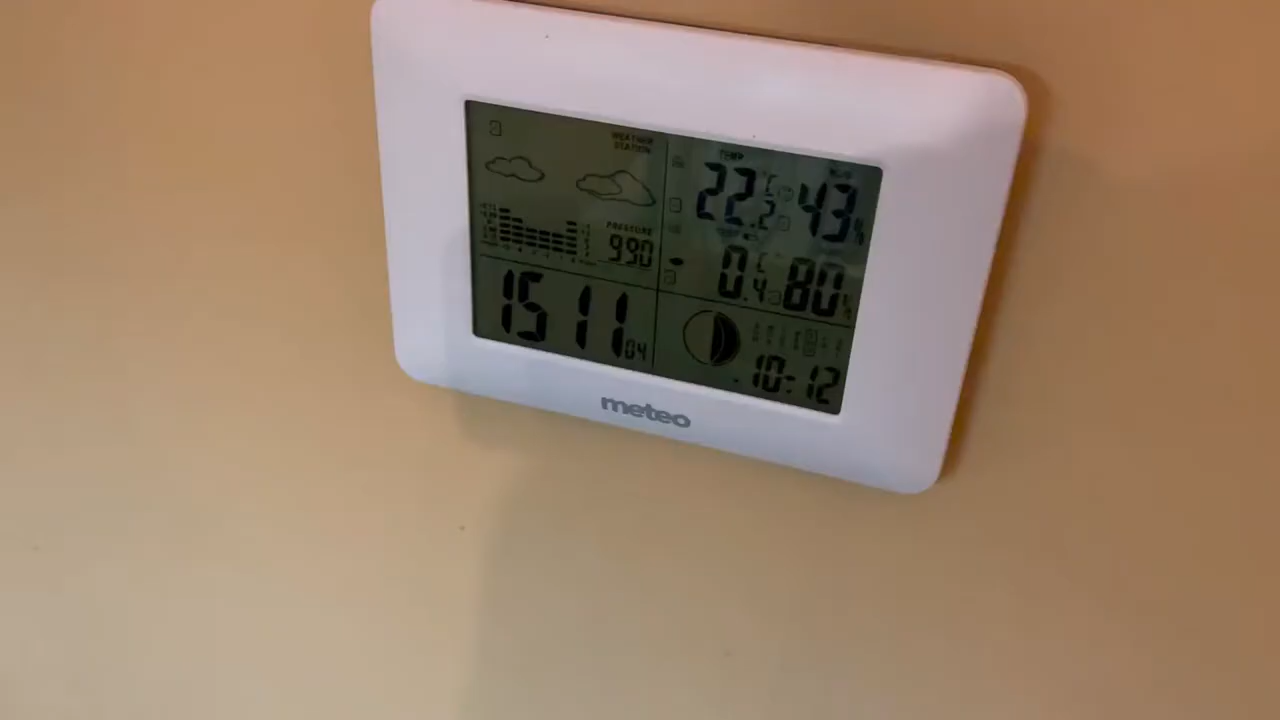 WEATHER
STATION
TEMP
22.2 °C 43%
PRESSURE
990
0.4 °C 80%
15 11 04
10-12
meteo